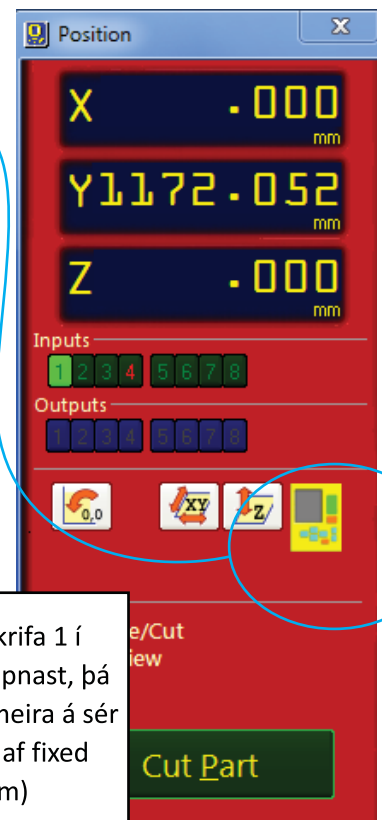 Position
X .000
mm
Y1172.052
mm
Z .000
mm
Inputs
1 2 3 4 5 6 7 8
Outputs
1 2 3 4 5 6 7 8
0,0 XY Z
krifa 1 í
pnast, þá
neira á sér
af fixed
m)
e/Cut
iew
Cut Part